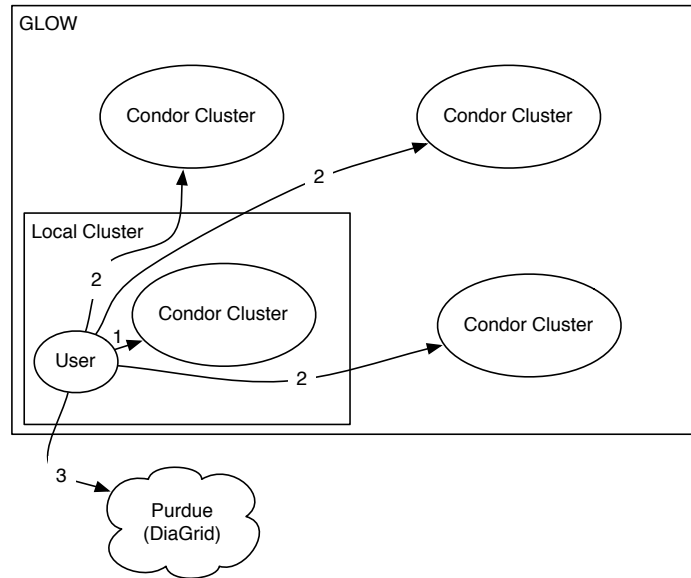 GLOW
Condor Cluster
Condor Cluster
2
Local Cluster
2
Condor Cluster
Condor Cluster
1
User
2
3
Purdue
(DiaGrid)